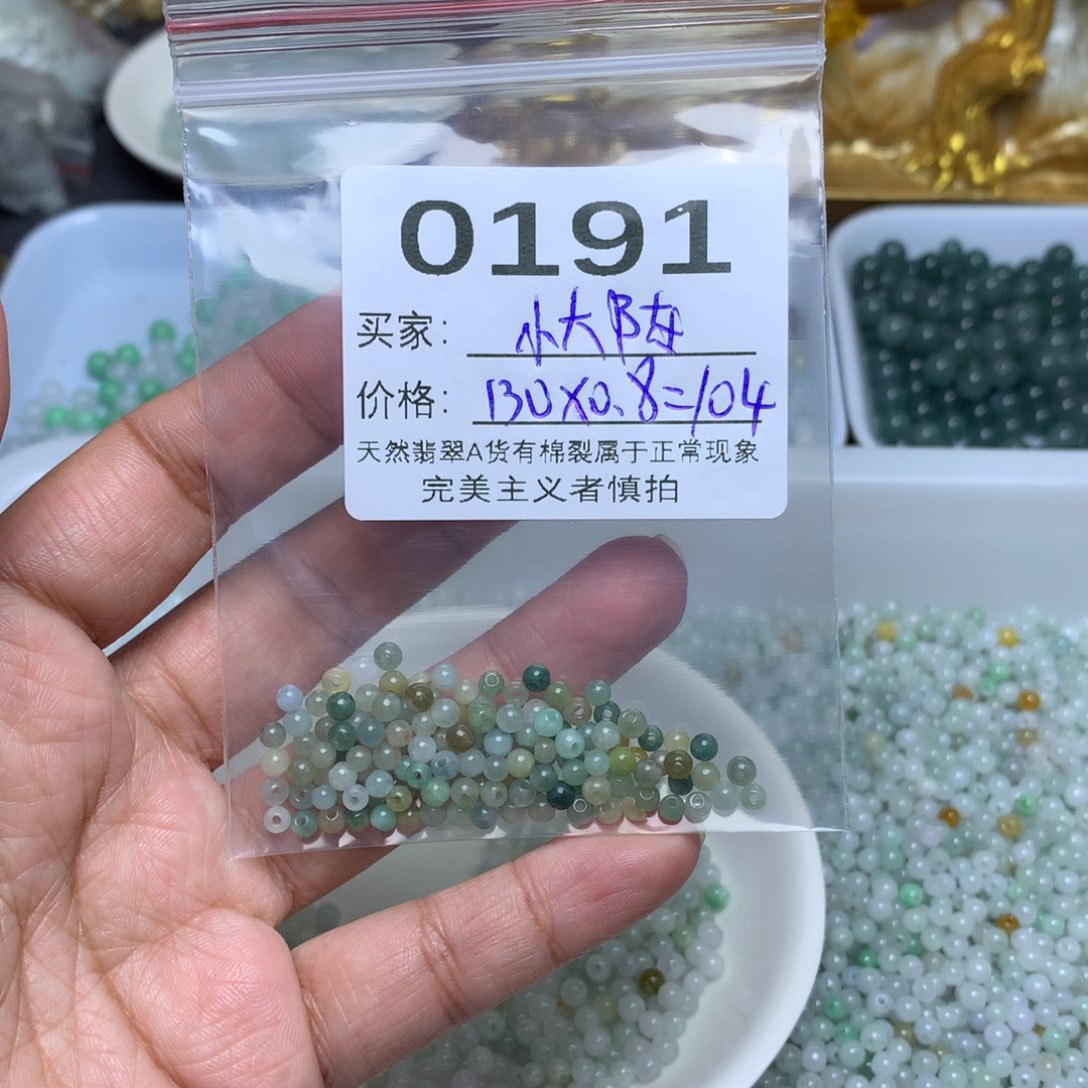 0191
买家: 小大陆
价格: 130X0.8=104
天然翡翠A货有棉裂属于正常现象
完美主义者慎拍